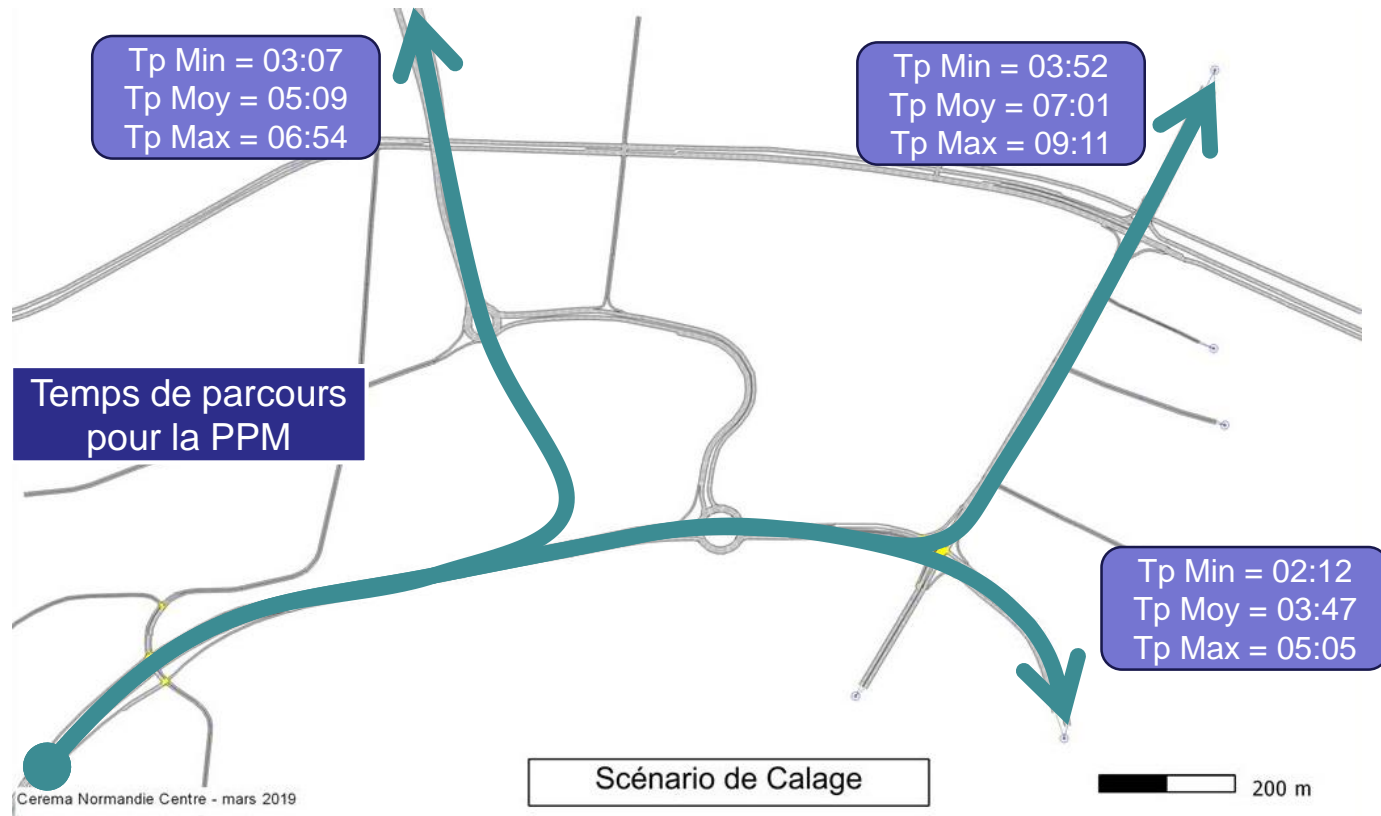 Tp Min = 03:07
Tp Moy = 05:09
Tp Max = 06:54
Tp Min = 03:52
Tp Moy = 07:01
Tp Max = 09:11
Temps de parcours
pour la PPM
Tp Min = 02:12
Tp Moy = 03:47
Tp Max = 05:05
Scénario de Calage
200 m
Cerema Normandie Centre - mars 2019